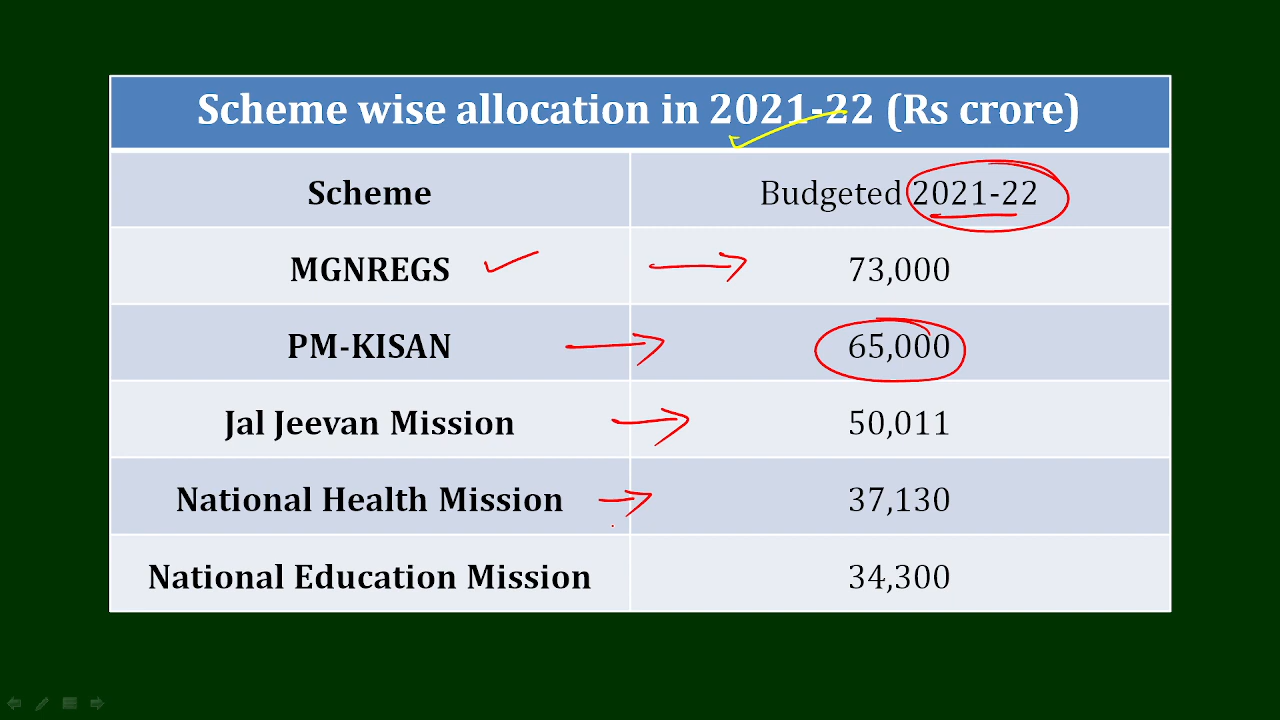 Scheme wise allocation in 2021-22 (Rs crore)
Scheme Budgeted 2021-22
MGNREGS 73,000
PM-KISAN 65,000
Jal Jeevan Mission 50,011
National Health Mission 37,130
National Education Mission 34,300